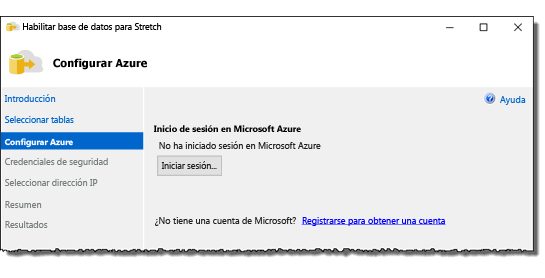 Habilitar base de datos para Stretch
Configurar Azure
Ayuda
Introducción
Seleccionar tablas
Configurar Azure
Credenciales de seguridad
Seleccionar dirección IP
Resumen
Resultados
Inicio de sesión en Microsoft Azure
No ha iniciado sesión en Microsoft Azure
Iniciar sesión...
¿No tiene una cuenta de Microsoft? Registrarse para obtener una cuenta